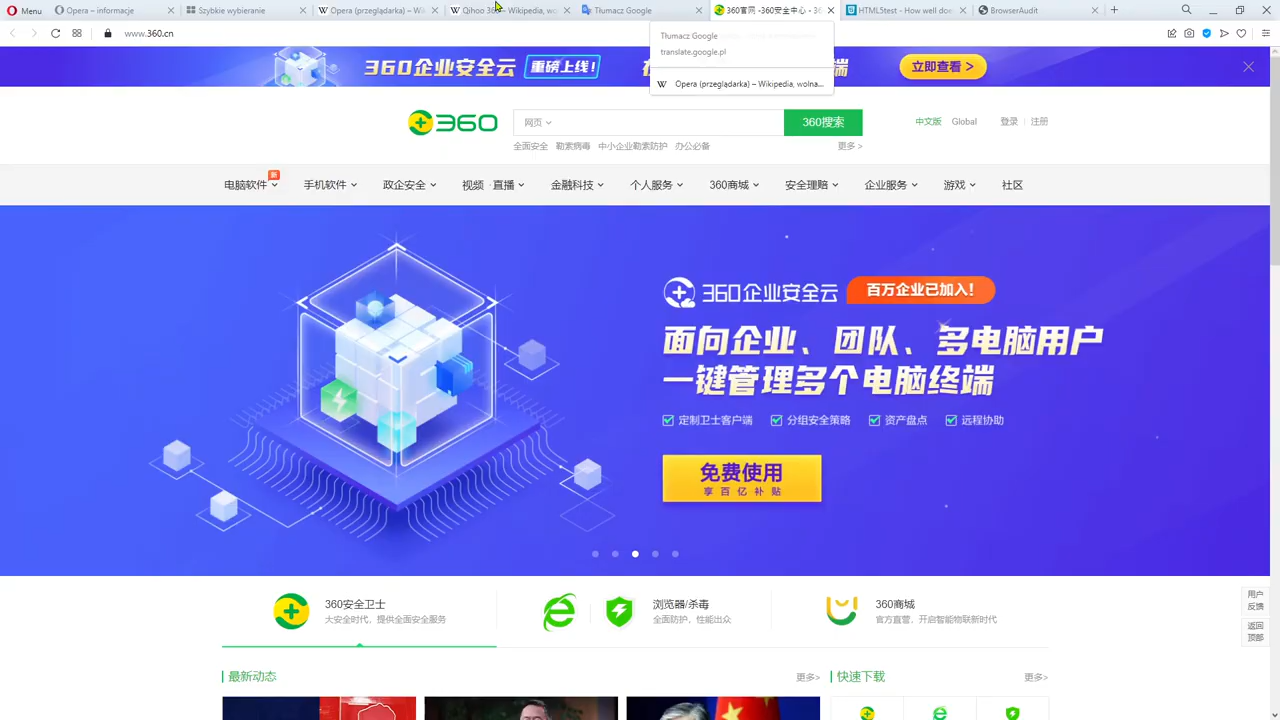 Menu
Opera – informacje
Szybkie wybieranie
Opera (przeglądarka) – Wi
Qihoo 36 – Wikipedia, wo
Tłumacz Google
360官网 -360安全中心 - 36
HTML5test - How well doe
BrowserAudit
www.360.cn
Tłumacz Google
translate.google.pl
Opera (przeglądarka) – Wikipedia, wolna...
360企业安全云
重磅上线!
端
立即查看 >
360
网页
360搜索
中文版
Global
登录
注册
全面安全
勒索病毒
中小企业勒索防护
办公必备
更多 >
电脑软件
新
手机软件
政企安全
视频 · 直播
金融科技
个人服务
360商城
安全理赔
企业服务
游戏
社区
360企业安全云
百万企业已加入!
面向企业、团队、多电脑用户
一键管理多个电脑终端
定制卫士客户端
分组安全策略
资产盘点
远程协助
免费使用
享百亿补贴
360安全卫士
大安全时代,提供全面安全服务
浏览器/杀毒
全面防护,性能出众
360商城
官方直营,开启智能物联新时代
用户
反馈
返回
顶部
最新动态
更多>
快速下载
更多>